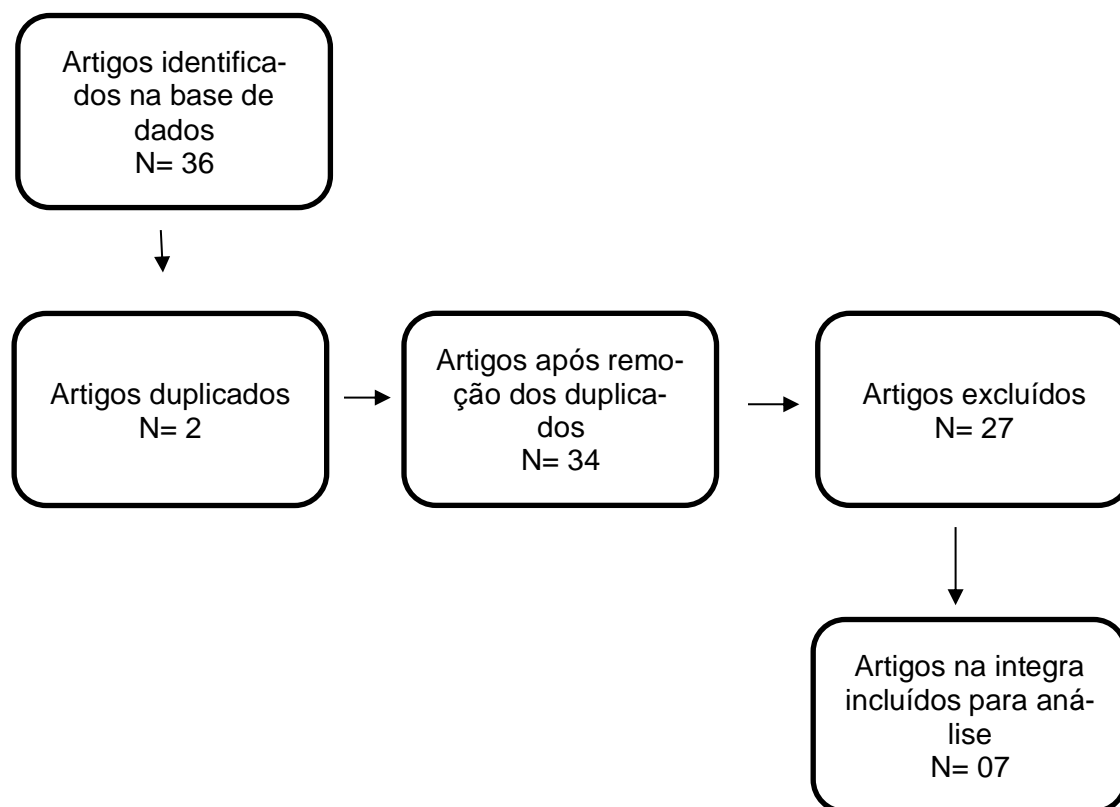 Artigos identifica-
dos na base de
dados
N= 36
Artigos duplicados
N= 2
Artigos após remo-
ção dos duplica-
dos
N= 34
Artigos excluídos
N= 27
Artigos na integra
incluídos para aná-
lise
N= 07